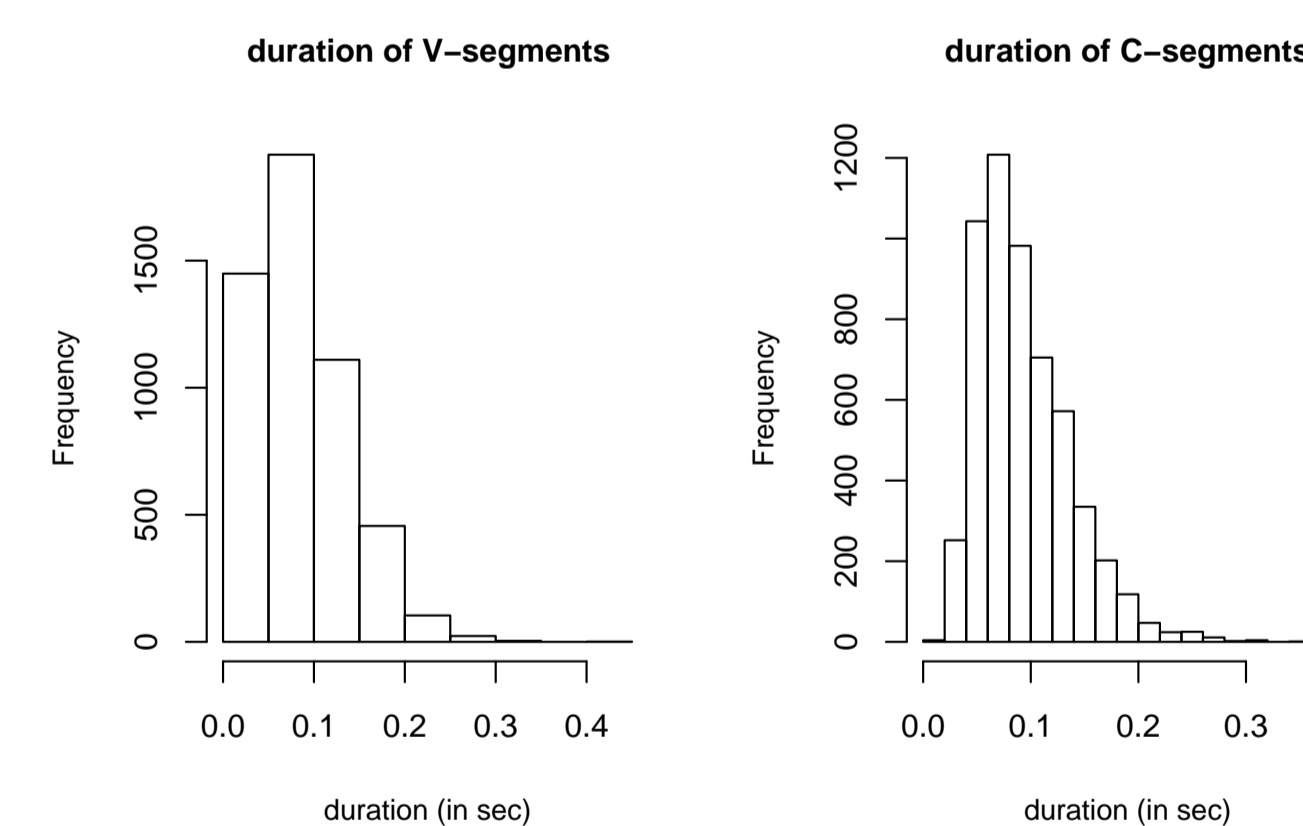 duration of V−segments
Frequency
1500
1000
500
0
0.0 0.1 0.2 0.3 0.4
duration (in sec)
duration of C−segments
Frequency
1200
800
600
400
200
0
0.0 0.1 0.2 0.3
duration (in sec)